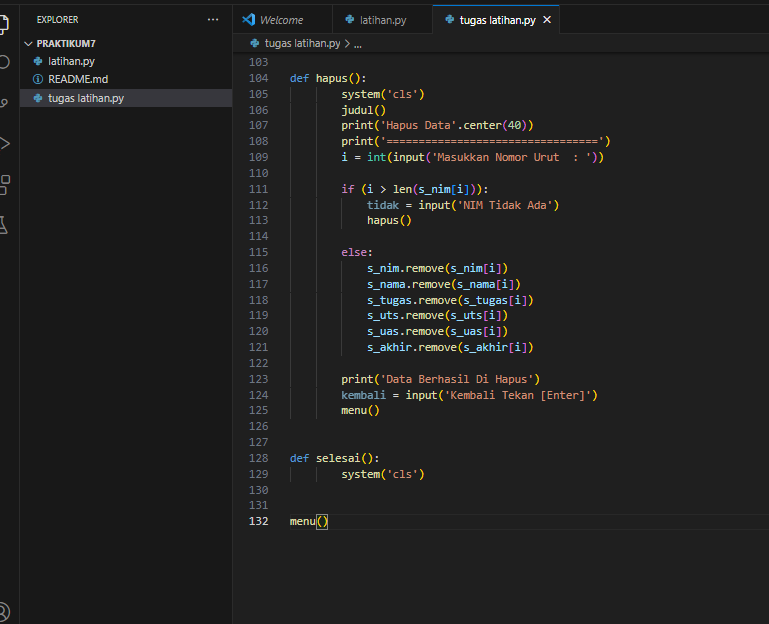 EXPLORER
...
PRAKTIKUM7
latihan.py
README.md
tugas latihan.py
Welcome
latihan.py
tugas latihan.py
tugas latihan.py > ...
103
104 def hapus():
105 system('cls')
106 judul()
107 print('Hapus Data'.center(40))
108 print('=================================')
109 i = int(input('Masukkan Nomor Urut  : '))
110
111 if (i > len(s_nim[i])):
112 tidak = input('NIM Tidak Ada')
113 hapus()
114
115 else:
116 s_nim.remove(s_nim[i])
117 s_nama.remove(s_nama[i])
118 s_tugas.remove(s_tugas[i])
119 s_uts.remove(s_uts[i])
120 s_uas.remove(s_uas[i])
121 s_akhir.remove(s_akhir[i])
122
123 print('Data Berhasil Di Hapus')
124 kembali = input('Kembali Tekan [Enter]')
125 menu()
126
127
128 def selesai():
129 system('cls')
130
131
132 menu()